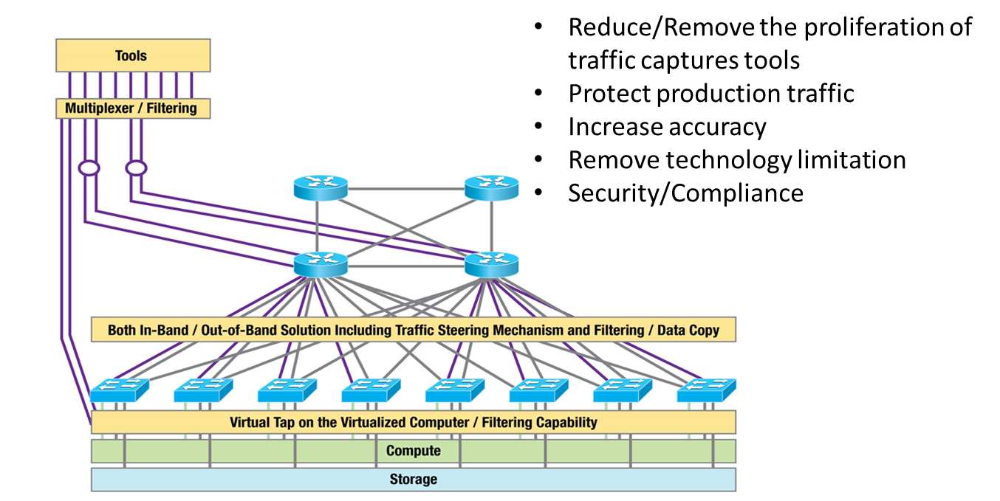 • Reduce/Remove the proliferation of
traffic captures tools
• Protect production traffic
• Increase accuracy
• Remove technology limitation
• Security/Compliance
Tools
Multiplexer / Filtering
Both In-Band / Out-of-Band Solution Including Traffic Steering Mechanism and Filtering / Data Copy
Virtual Tap on the Virtualized Computer / Filtering Capability
Compute
Storage